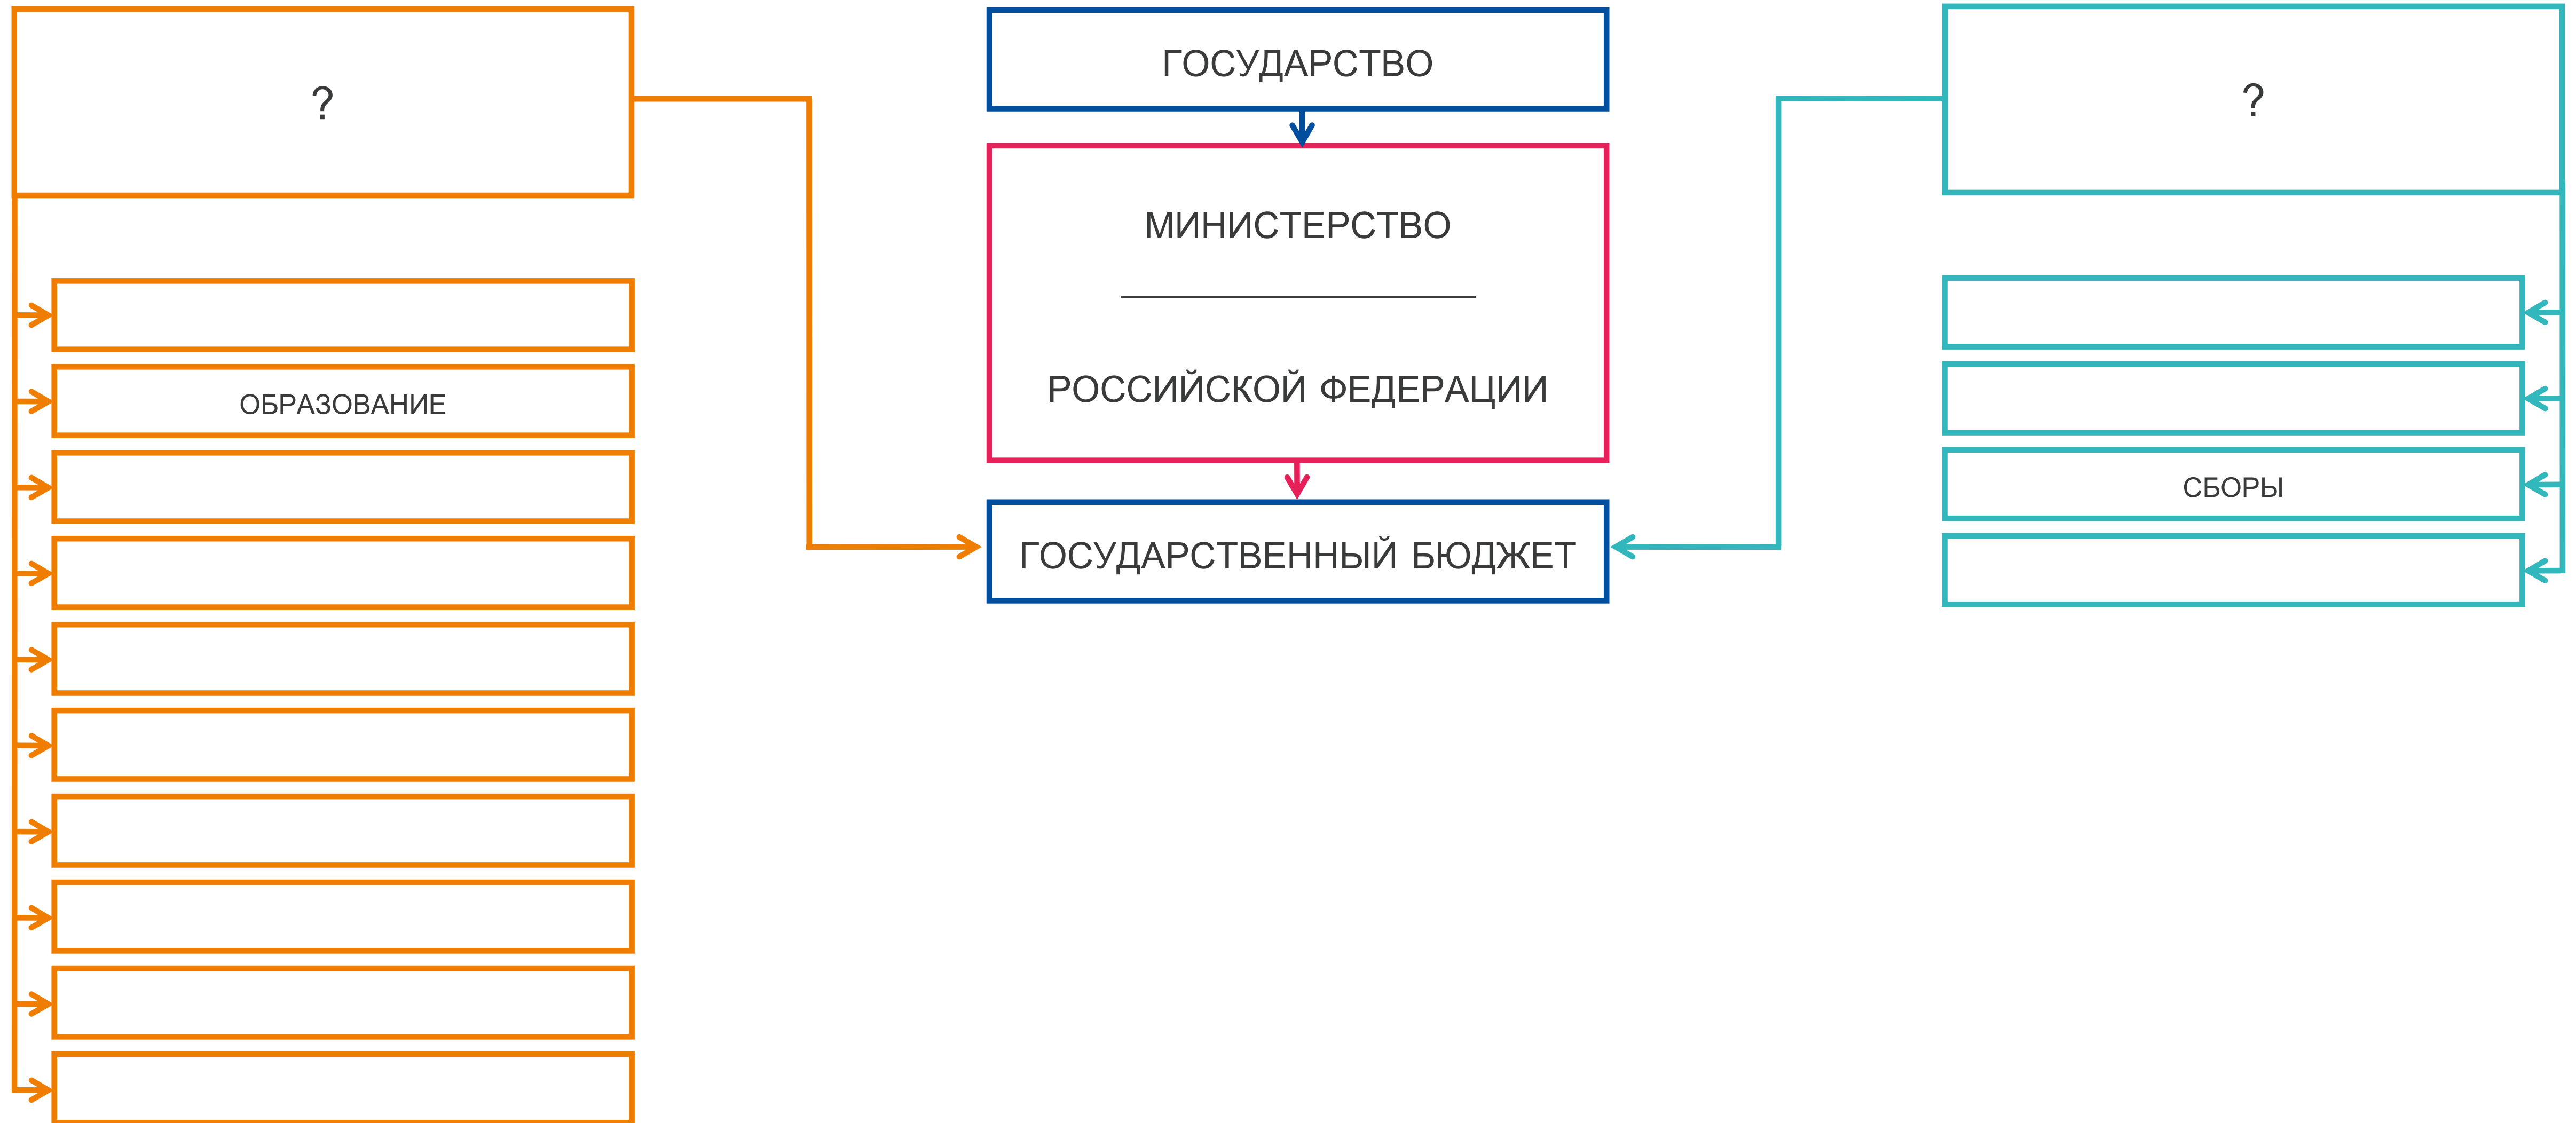 ?
ГОСУДАРСТВО
?
МИНИСТЕРСТВО
РОССИЙСКОЙ ФЕДЕРАЦИИ
ОБРАЗОВАНИЕ
СБОРЫ
ГОСУДАРСТВЕННЫЙ БЮДЖЕТ